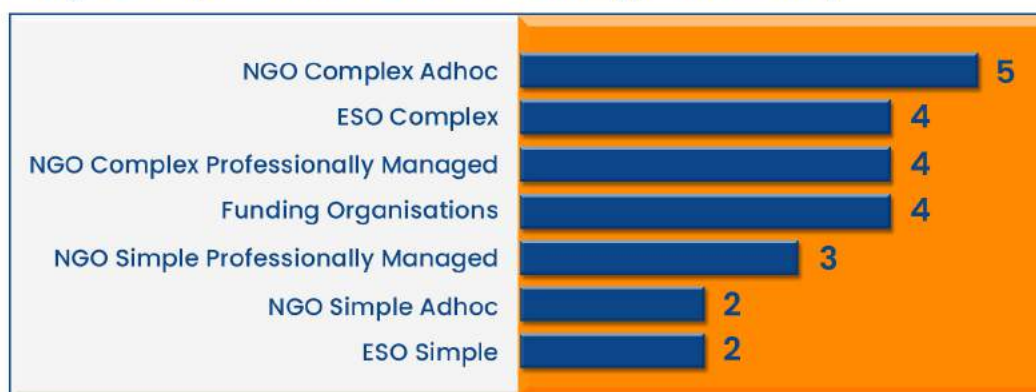 NGO Complex Adhoc 5
ESO Complex 4
NGO Complex Professionally Managed 4
Funding Organisations 4
NGO Simple Professionally Managed 3
NGO Simple Adhoc 2
ESO Simple 2